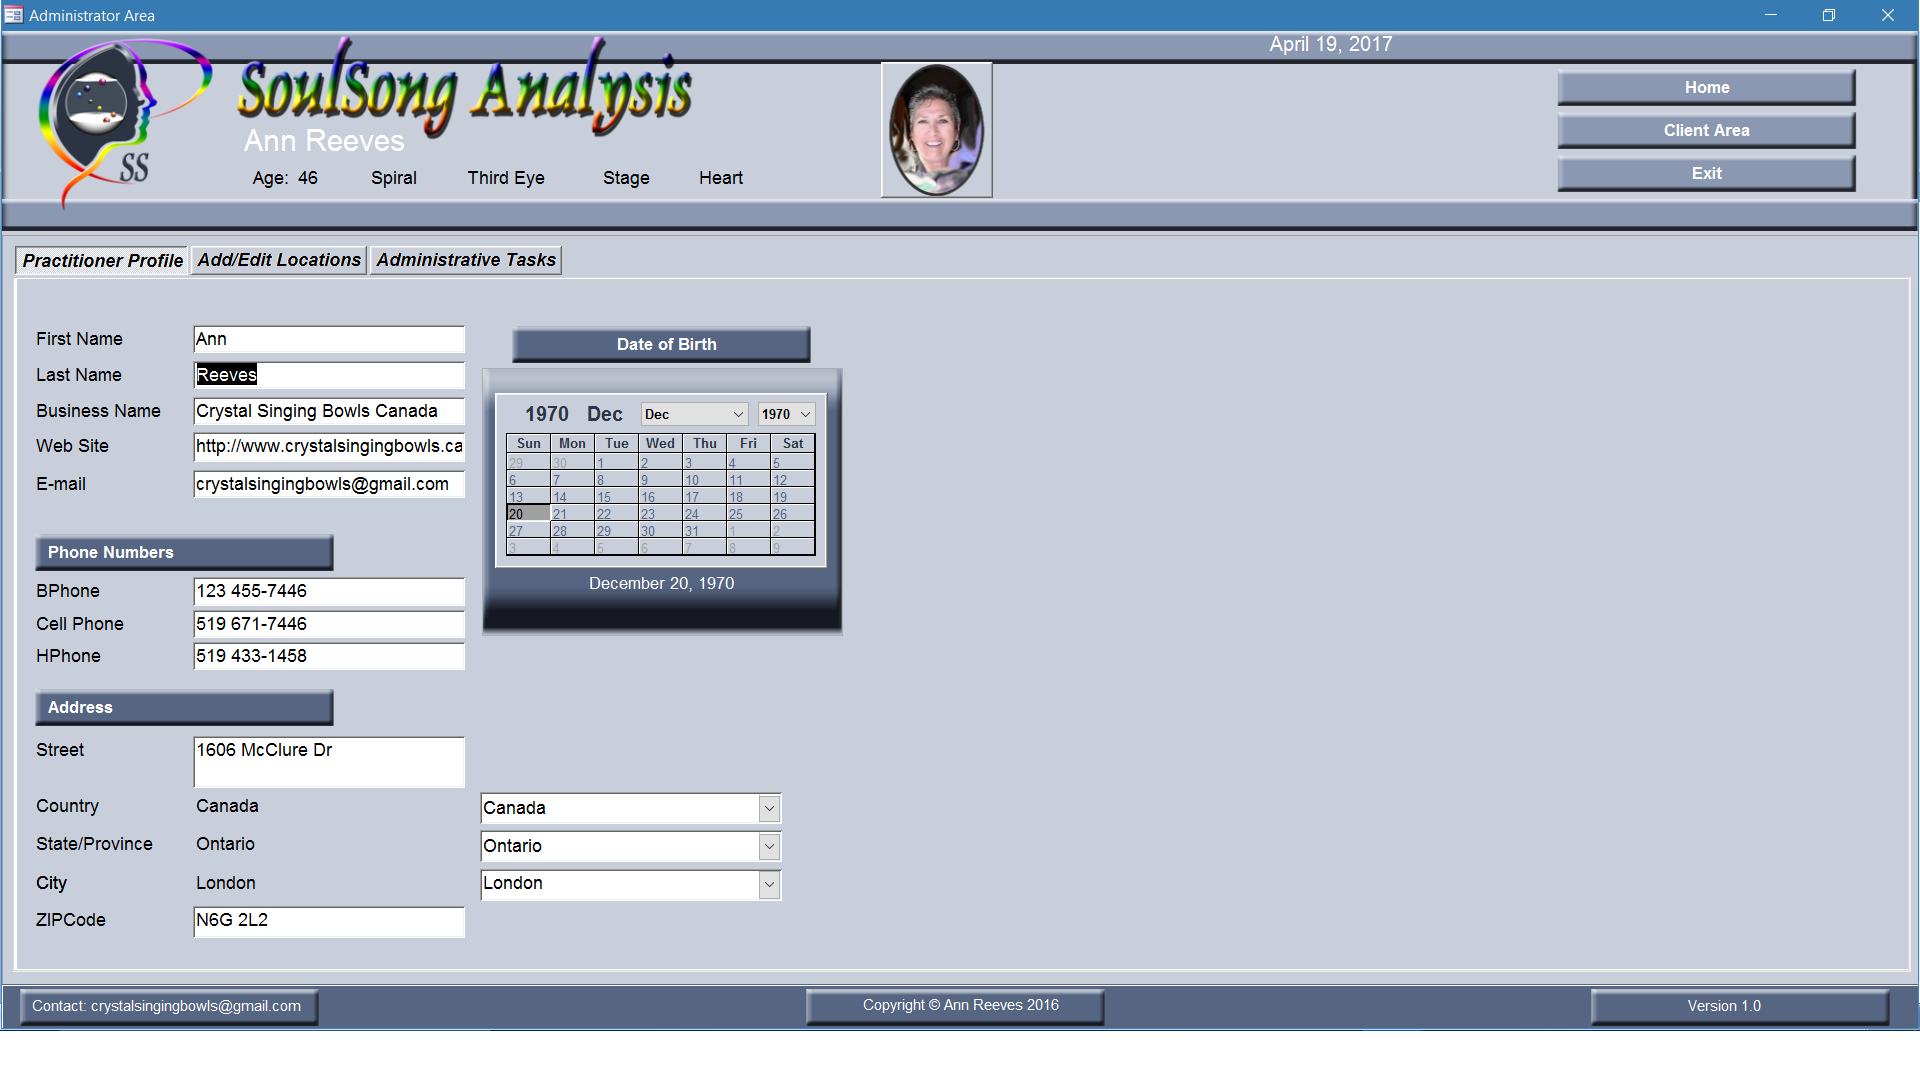 Administrator Area
April 19, 2017
SoulSong Analysis
SS
Ann Reeves
Age: 46 Spiral Third Eye Stage Heart
Home
Client Area
Exit
Practitioner Profile Add/Edit Locations Administrative Tasks
First Name Ann
Last Name Reeves
Business Name Crystal Singing Bowls Canada
Web Site http://www.crystalsingingbowls.ca
E-mail crystalsingingbowls@gmail.com
Date of Birth
1970 Dec Dec 1970
Sun Mon Tue Wed Thu Fri Sat
29 30 1 2 3 4 5
6 7 8 9 10 11 12
13 14 15 16 17 18 19
20 21 22 23 24 25 26
27 28 29 30 31 1 2
3 4 5 6 7 8 9
December 20, 1970
Phone Numbers
BPhone 123 455-7446
Cell Phone 519 671-7446
HPhone 519 433-1458
Address
Street 1606 McClure Dr
Country Canada Canada
State/Province Ontario Ontario
City London London
ZIPCode N6G 2L2
Contact: crystalsingingbowls@gmail.com
Copyright © Ann Reeves 2016
Version 1.0